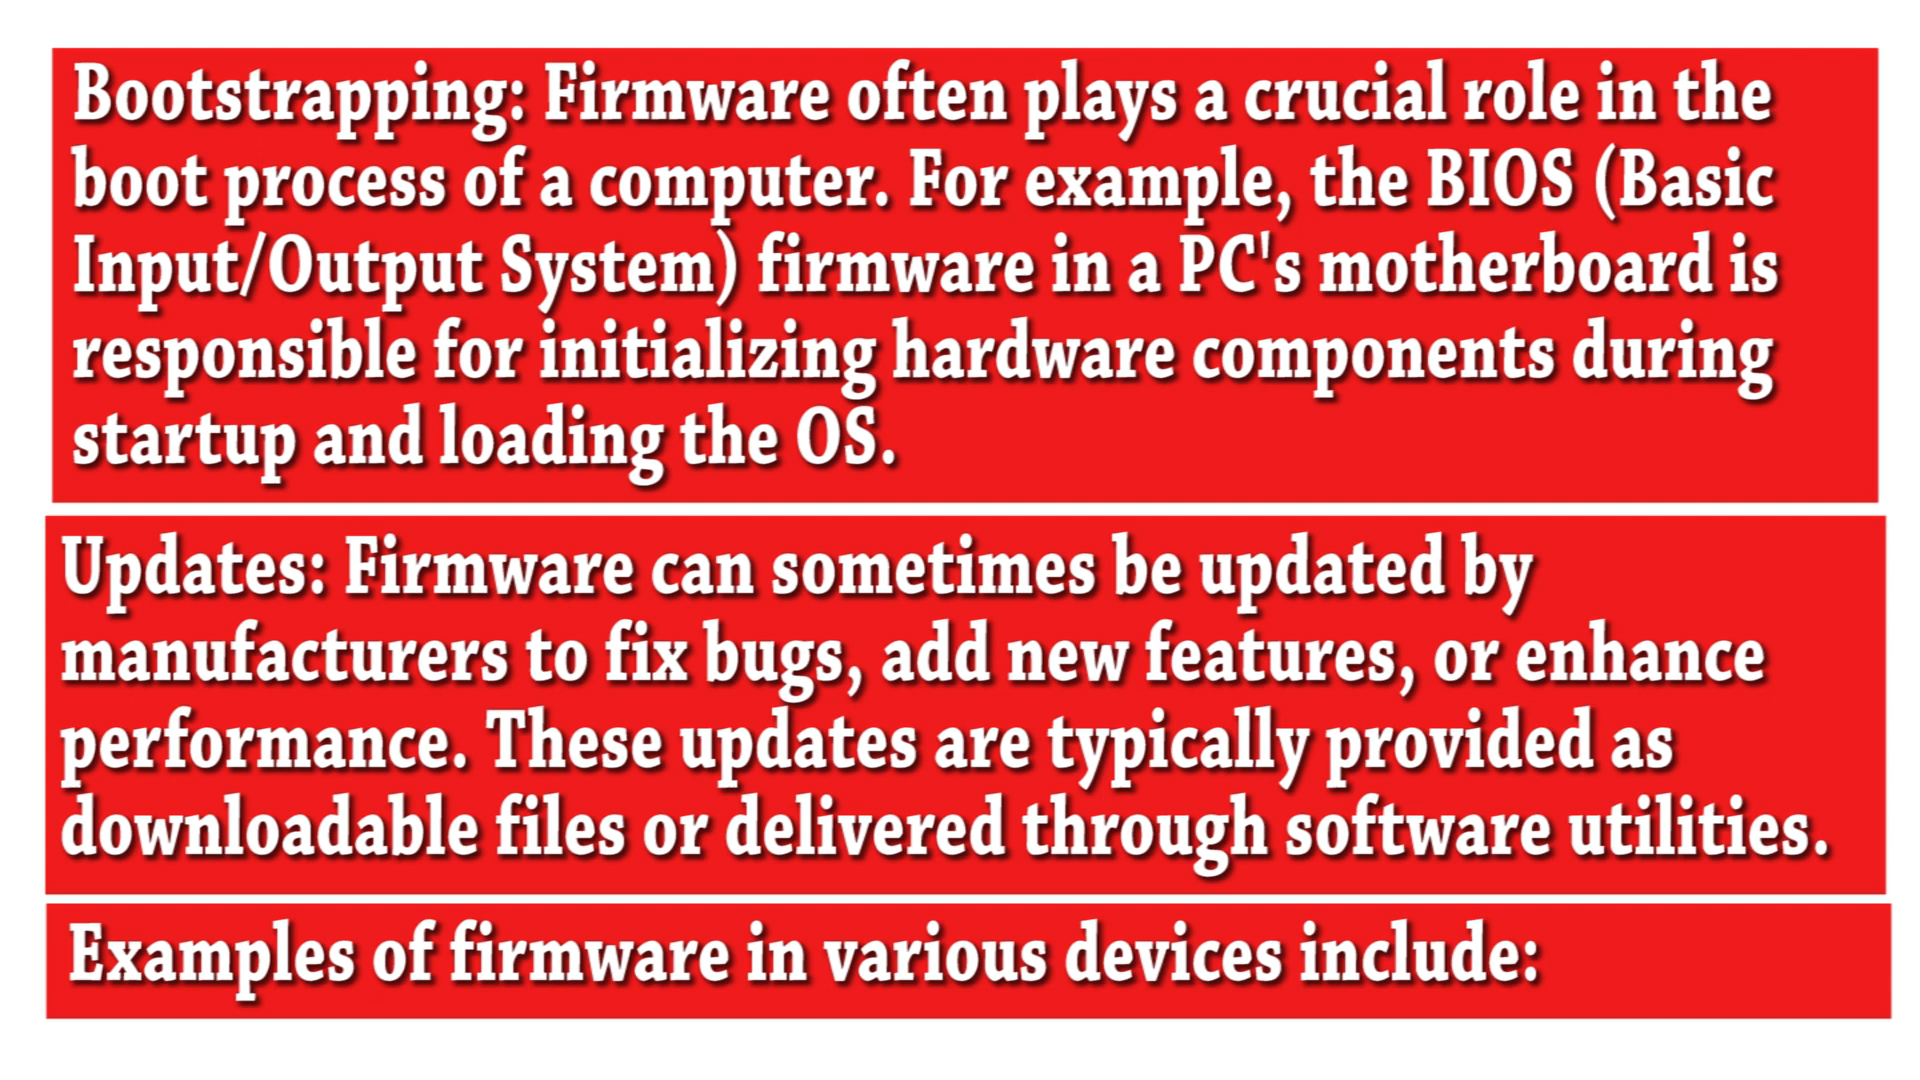 Bootstrapping: Firmware often plays a crucial role in the
boot process of a computer. For example, the BIOS (Basic
Input/Output System) firmware in a PC's motherboard is
responsible for initializing hardware components during
startup and loading the OS.
Updates: Firmware can sometimes be updated by
manufacturers to fix bugs, add new features, or enhance
performance. These updates are typically provided as
downloadable files or delivered through software utilities.
Examples of firmware in various devices include: